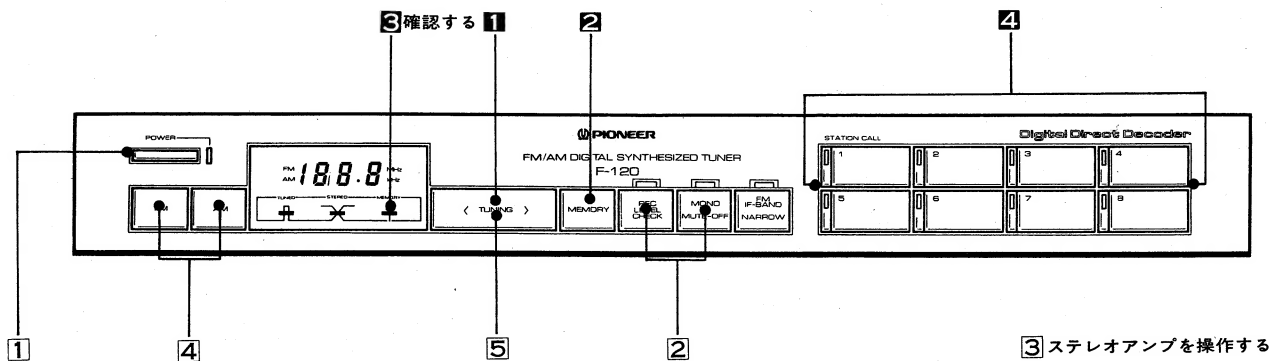 3 確認する 1
2
4
POWER
PIONEER
STATION CALL
Digital Direct Decoder
FM/AM DIGITAL SYNTHESIZED TUNER
F-120
FM 188.8 MHz
AM kHz
TUNED STEREO MEMORY
< TUNING >
MEMORY
REC LEVEL CHECK
MONO MUTE-OFF
FM IF-BAND NARROW
1 2 3 4
5 6 7 8
1
4
5
2
3 ステレオアンプを操作する